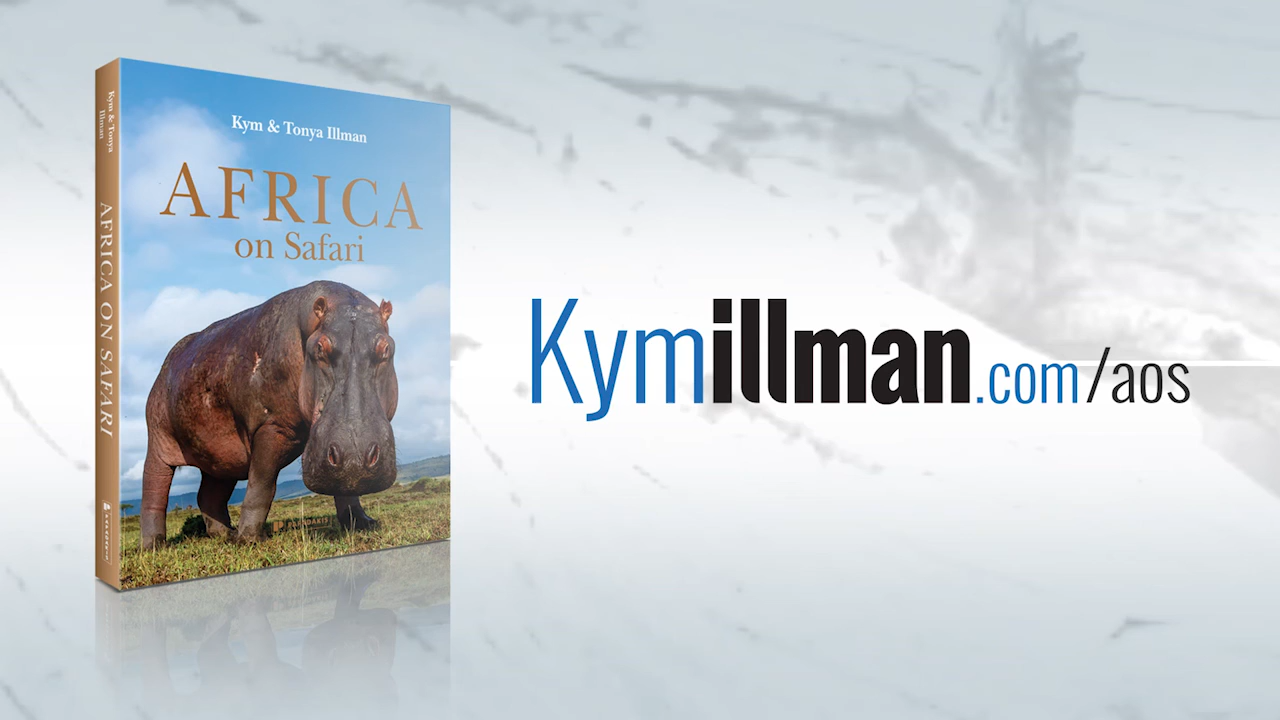 Kym & Tonya
Illman
AFRICA ON SAFARI
Kym & Tonya Illman
AFRICA
on Safari
Kymillman.com/aos